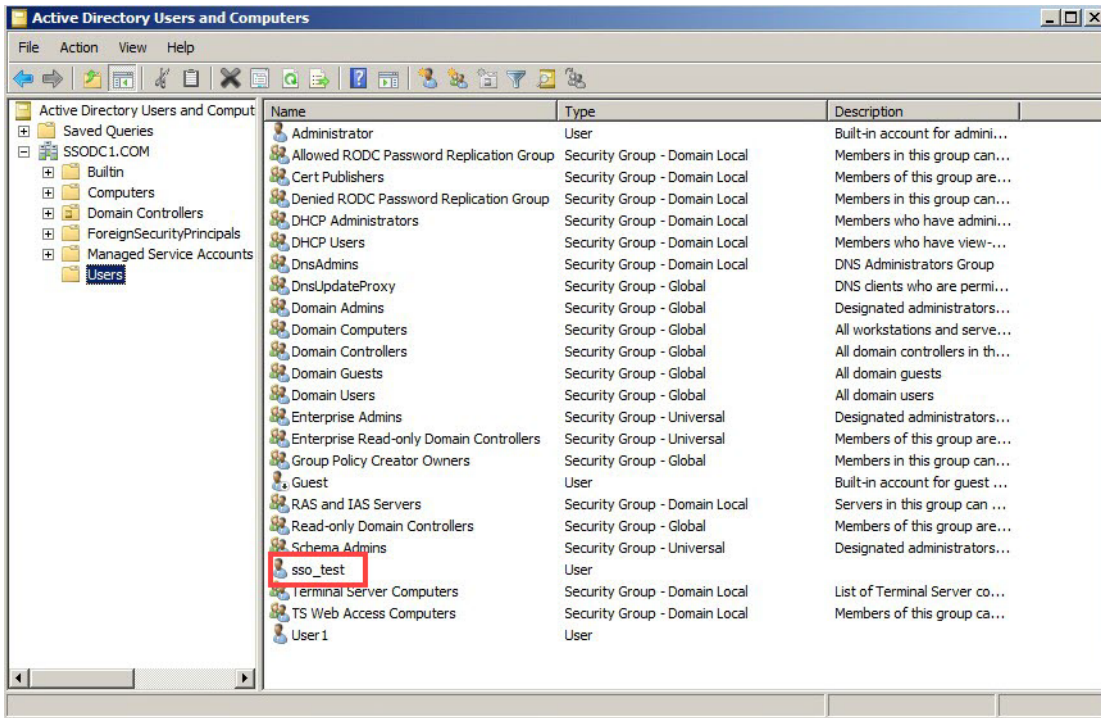 Active Directory Users and Computers
File Action View Help
Active Directory Users and Comput
Saved Queries
SSODC1.COM
Builtin
Computers
Domain Controllers
ForeignSecurityPrincipals
Managed Service Accounts
Users
Name Type Description
Administrator User Built-in account for admini...
Allowed RODC Password Replication Group Security Group - Domain Local Members in this group can...
Cert Publishers Security Group - Domain Local Members of this group are...
Denied RODC Password Replication Group Security Group - Domain Local Members in this group can...
DHCP Administrators Security Group - Domain Local Members who have admini...
DHCP Users Security Group - Domain Local Members who have view-...
DnsAdmins Security Group - Domain Local DNS Administrators Group
DnsUpdateProxy Security Group - Global DNS clients who are permi...
Domain Admins Security Group - Global Designated administrators...
Domain Computers Security Group - Global All workstations and serve...
Domain Controllers Security Group - Global All domain controllers in th...
Domain Guests Security Group - Global All domain guests
Domain Users Security Group - Global All domain users
Enterprise Admins Security Group - Universal Designated administrators...
Enterprise Read-only Domain Controllers Security Group - Universal Members of this group are...
Group Policy Creator Owners Security Group - Global Members in this group can...
Guest User Built-in account for guest ...
RAS and IAS Servers Security Group - Domain Local Servers in this group can ...
Read-only Domain Controllers Security Group - Global Members of this group are...
Schema Admins Security Group - Universal Designated administrators...
sso_test User
Terminal Server Computers Security Group - Domain Local List of Terminal Server co...
TS Web Access Computers Security Group - Domain Local Members of this group ca...
User1 User